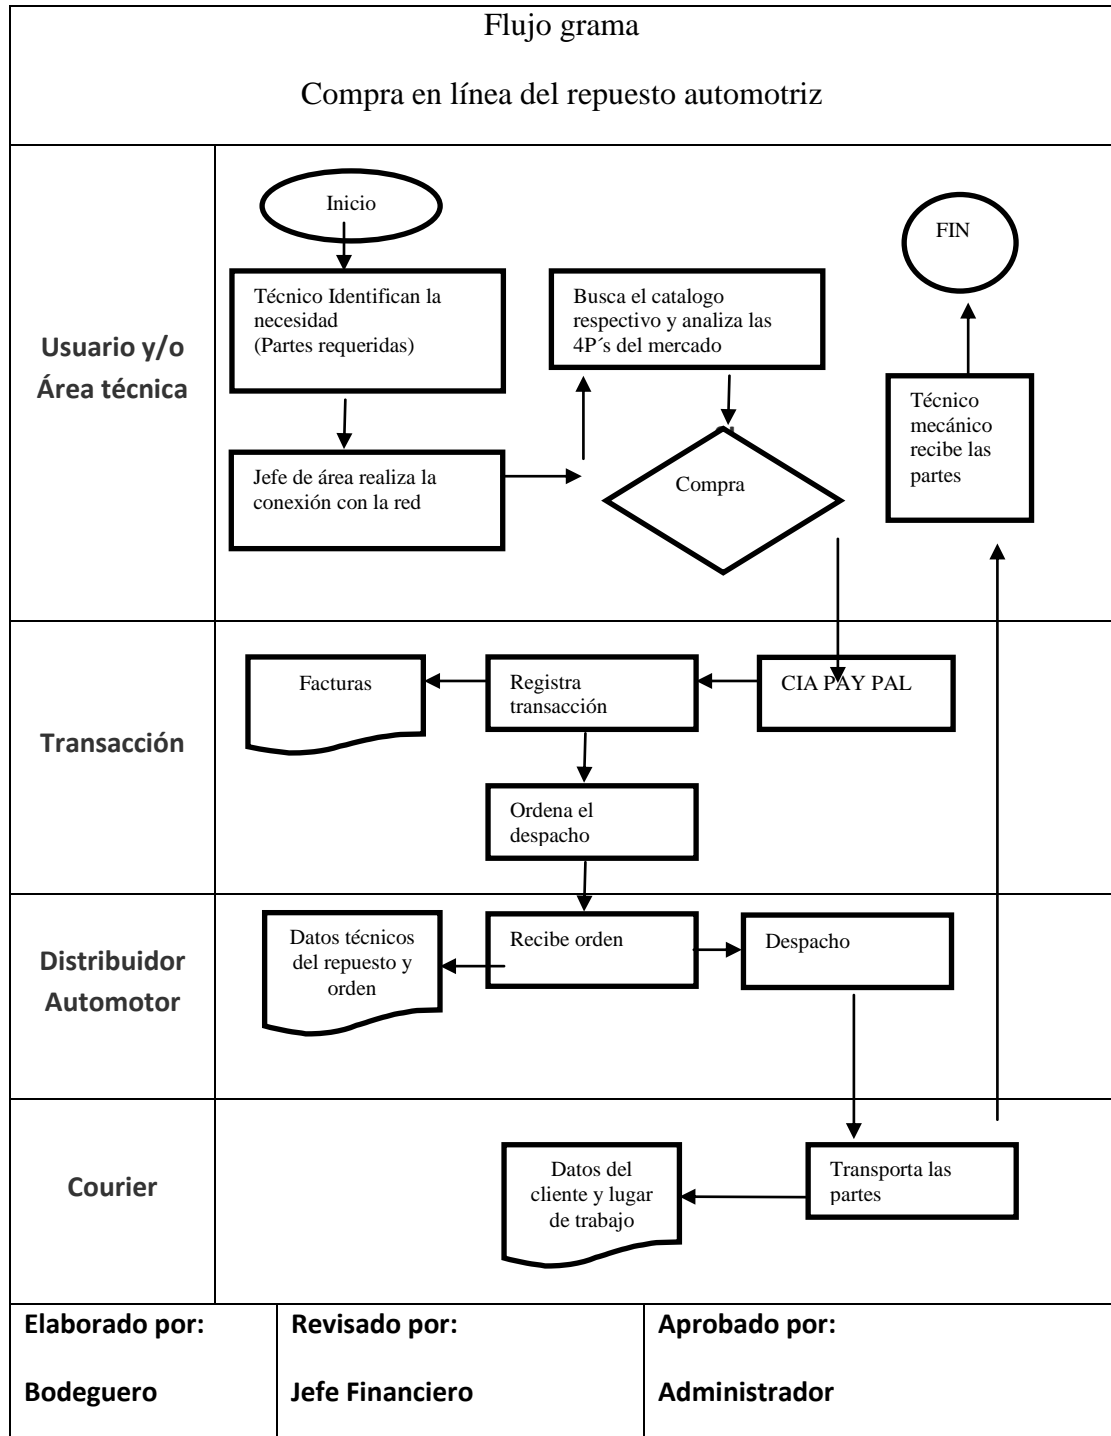 Flujo grama
Compra en línea del repuesto automotriz
Usuario y/o
Área técnica
Inicio
Técnico Identifican la
necesidad
(Partes requeridas)
Jefe de área realiza la
conexión con la red
Busca el catalogo
respectivo y analiza las
4P´s del mercado
Compra
FIN
Técnico
mecánico
recibe las
partes
Transacción
Facturas
Registra
transacción
CIA PAY PAL
Ordena el
despacho
Distribuidor
Automotor
Datos técnicos
del repuesto y
orden
Recibe orden
Despacho
Courier
Datos del
cliente y lugar
de trabajo
Transporta las
partes
Elaborado por:
Bodeguero
Revisado por:
Jefe Financiero
Aprobado por:
Administrador